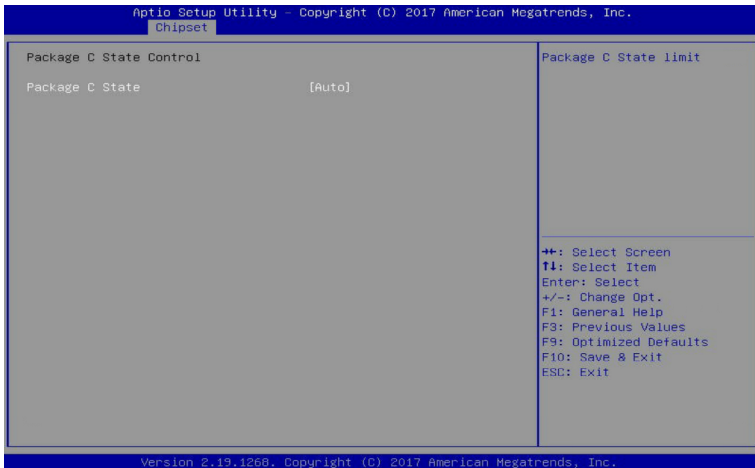 Aptio Setup Utility - Copyright (C) 2017 American Megatrends, Inc.
Chipset
Package C State Control
Package C State [Auto]
Package C State limit
→←: Select Screen
↑↓: Select Item
Enter: Select
+/-: Change Opt.
F1: General Help
F3: Previous Values
F9: Optimized Defaults
F10: Save & Exit
ESC: Exit
Version 2.19.1268. Copyright (C) 2017 American Megatrends, Inc.